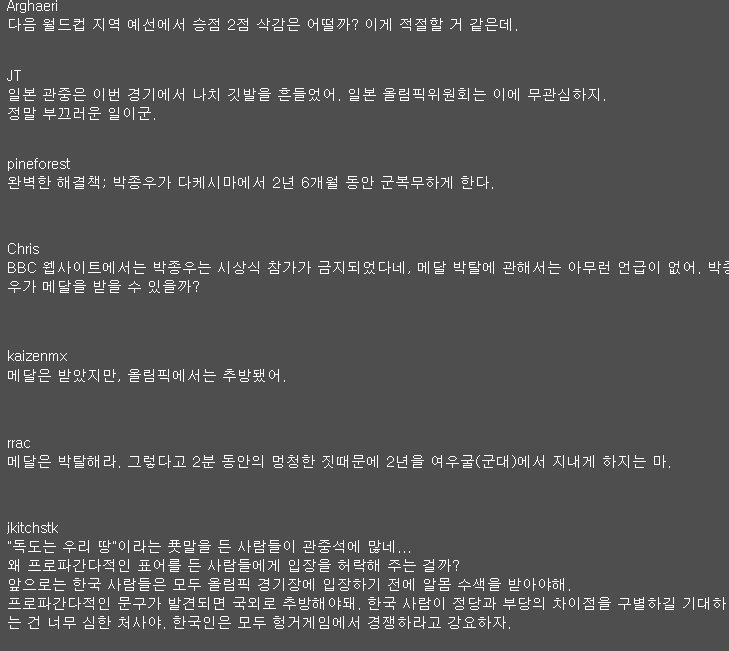 Arghaeri
다음 월드컵 지역 예선에서 승점 2점 삭감은 어떨까? 이게 적절할 거 같은데.
JT
일본 관중은 이번 경기에서 나치 깃발을 흔들었어. 일본 올림픽위원회는 이에 무관심하지.
정말 부끄러운 일이군.
pineforest
완벽한 해결책; 박종우가 다케시마에서 2년 6개월 동안 군복무하게 한다.
Chris
BBC 웹사이트에서는 박종우는 시상식 참가가 금지되었다네, 메달 박탈에 관해서는 아무런 언급이 없어. 박종
우가 메달을 받을 수 있을까?
kaizenmx
메달은 받았지만, 올림픽에서는 추방됐어.
rrac
메달은 박탈해라. 그렇다고 2분 동안의 멍청한 짓때문에 2년을 여우굴(군대)에서 지내게 하지는 마.
jkitchstk
"독도는 우리 땅"이라는 푯말을 든 사람들이 관중석에 많네...
왜 프로파간다적인 표어를 든 사람들에게 입장을 허락해 주는 걸까?
앞으로는 한국 사람들은 모두 올림픽 경기장에 입장하기 전에 알몸 수색을 받아야해.
프로파간다적인 문구가 발견되면 국외로 추방해야돼. 한국 사람이 정당과 부당의 차이점을 구별하길 기대하
는 건 너무 심한 처사야. 한국인은 모두 헝거게임에서 경쟁하라고 강요하자.